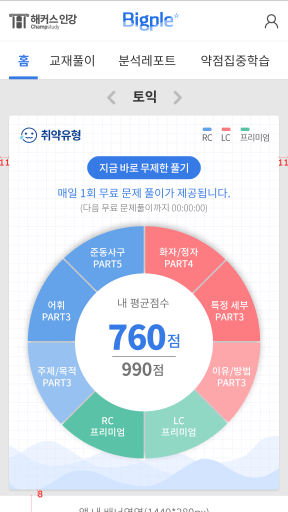 해커스인강
ChampStudy
Bigple
홈 교재풀이 분석레포트 약점집중학습
토익
취약유형
RC LC 프리미엄
11 11
지금 바로 무제한 풀기
매일 1회 무료 문제 풀이가 제공됩니다.
(다음 무료 문제풀이까지 00:00:00)
준동사구
PART5
화자/청자
PART4
어휘
PART3
특정 세부
PART3
내 평균점수
760점
990점
주제/목적
PART3
이유/방법
PART3
RC
프리미엄
LC
프리미엄
8
앱 내 배너영역(1440*280px)